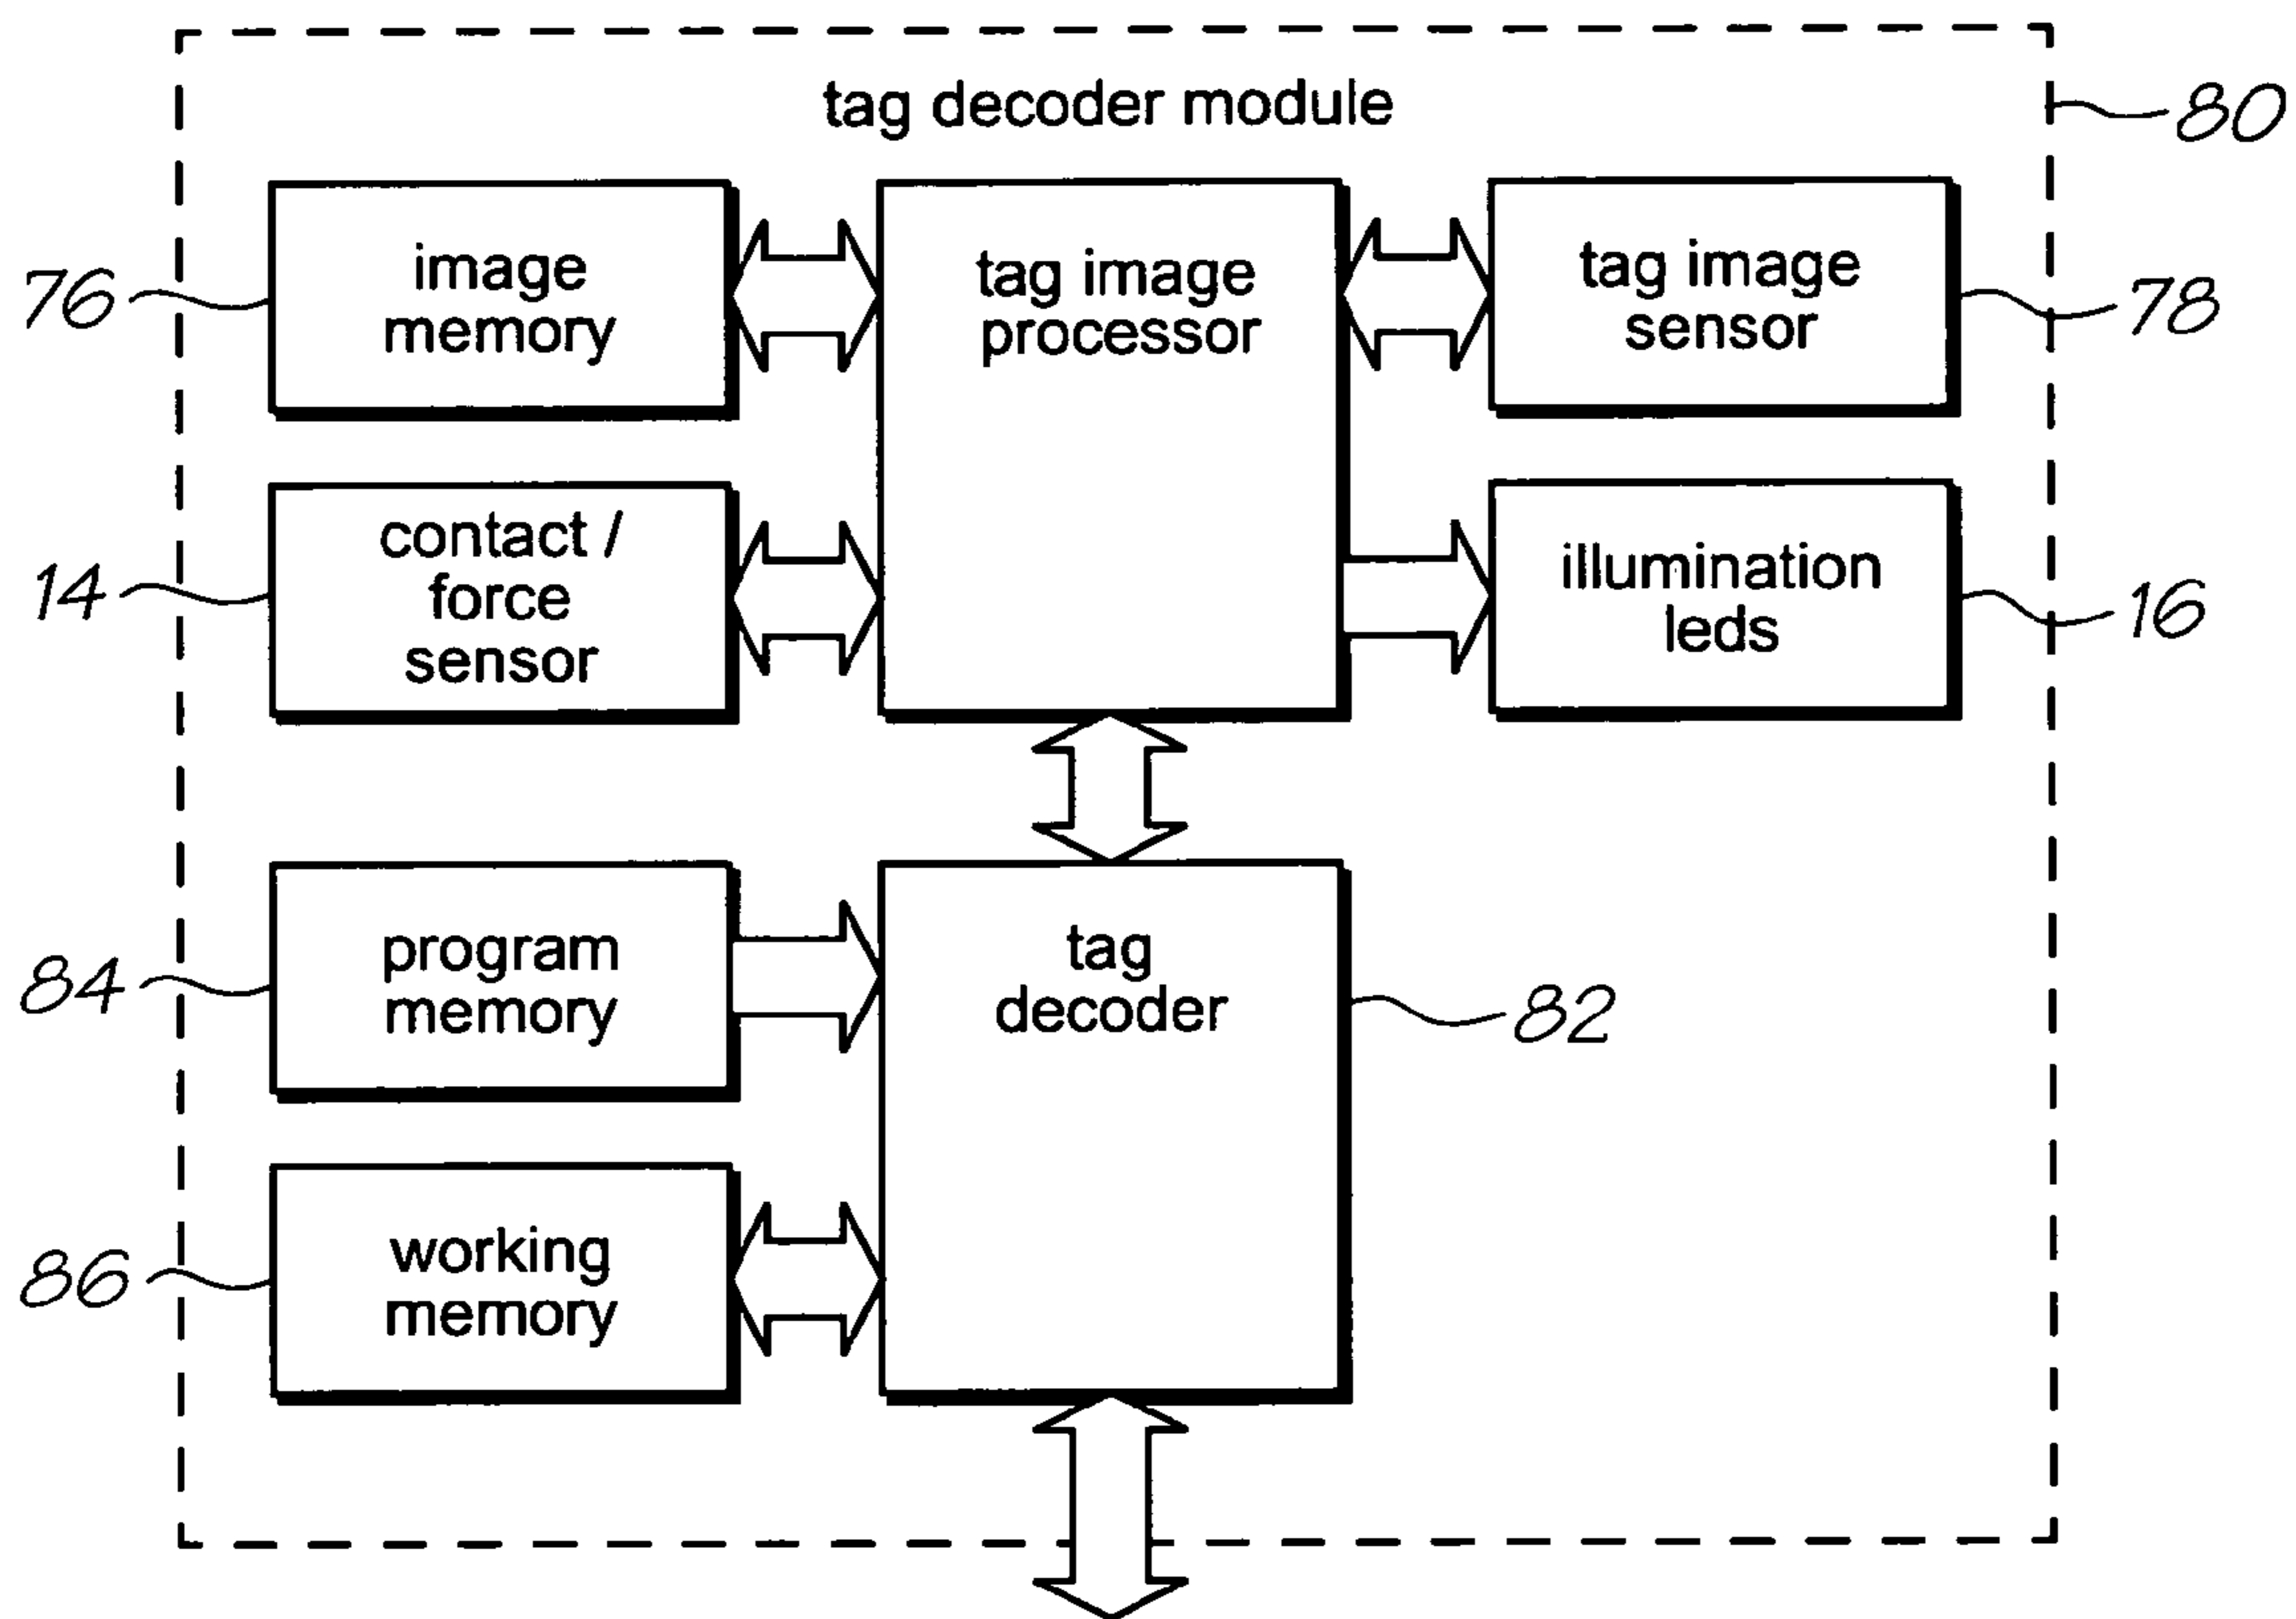 tag decoder module
80
76
image
memory
tag image
processor
tag image
sensor
78
14
contact /
force
sensor
illumination
leds
16
84
program
memory
tag
decoder
82
86
working
memory